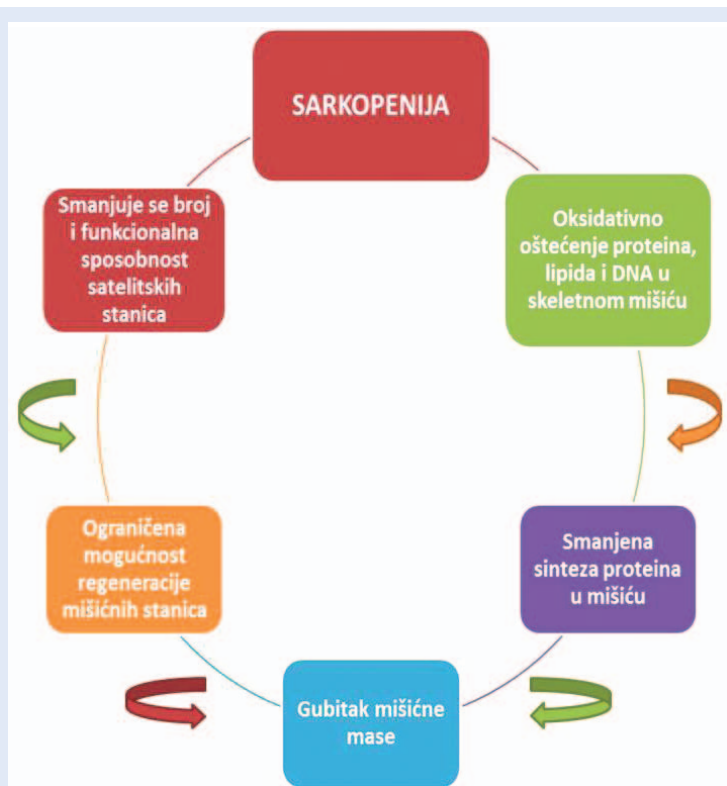 SARKOPENIJA
Smanjuje se broj
i funkcionalna
sposobnost
satelitskih
stanica
Oksidativno
oštećenje proteina,
lipida i DNA u
skeletnom mišiću
Ograničena
mogućnost
regeneracije
mišićnih stanica
Smanjena
sinteza proteina
u mišiću
Gubitak mišićne
mase